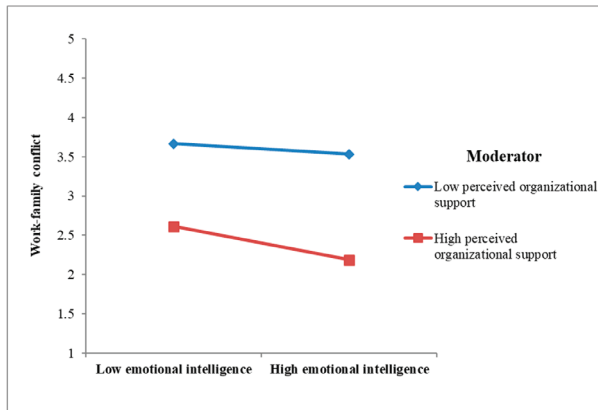 5
4.5
4
3.5
3
2.5
2
1.5
1
Work-family conflict
Low emotional intelligence
High emotional intelligence
Moderator
Low perceived organizational
support
High perceived
organizational support